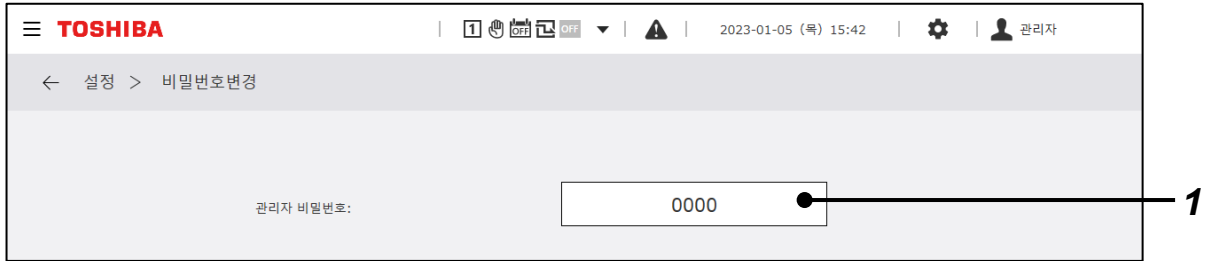 TOSHIBA 1 OFF OFF 2023-01-05 (목) 15:42 관리자
← 설정 > 비밀번호변경
관리자 비밀번호: 0000 1